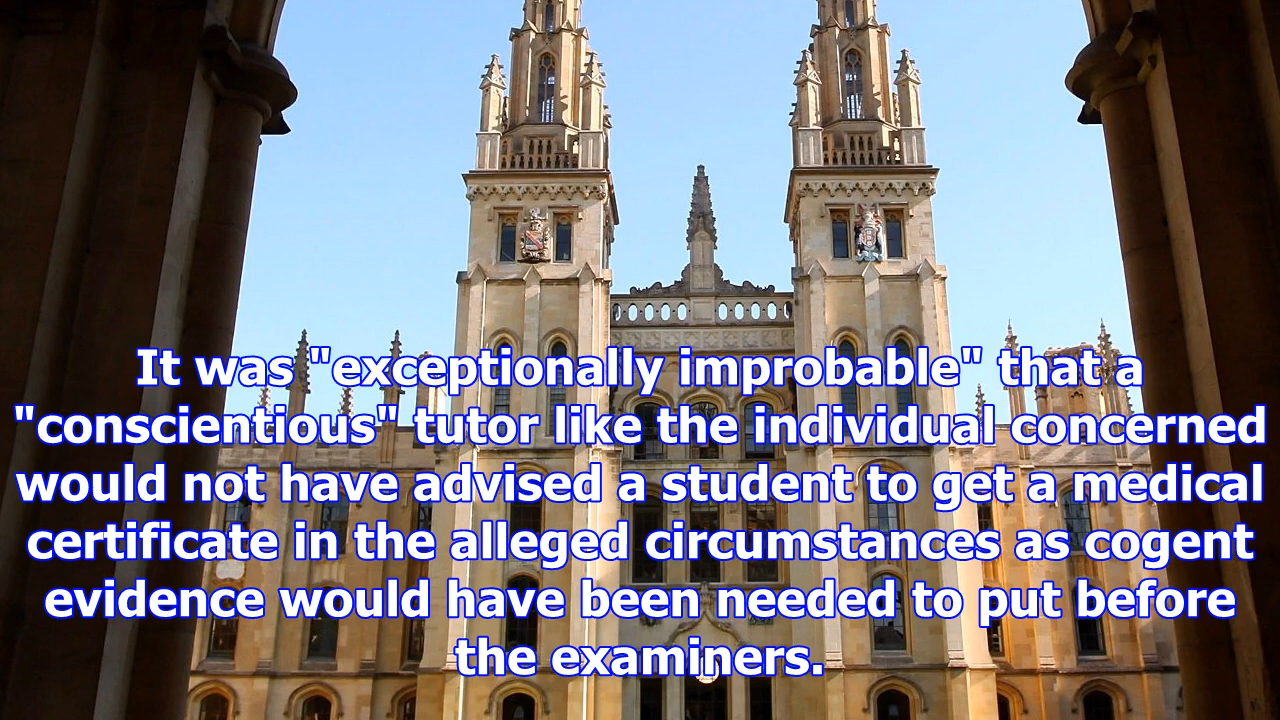 It was "exceptionally improbable" that a
"conscientious" tutor like the individual concerned
would not have advised a student to get a medical
certificate in the alleged circumstances as cogent
evidence would have been needed to put before
the examiners.